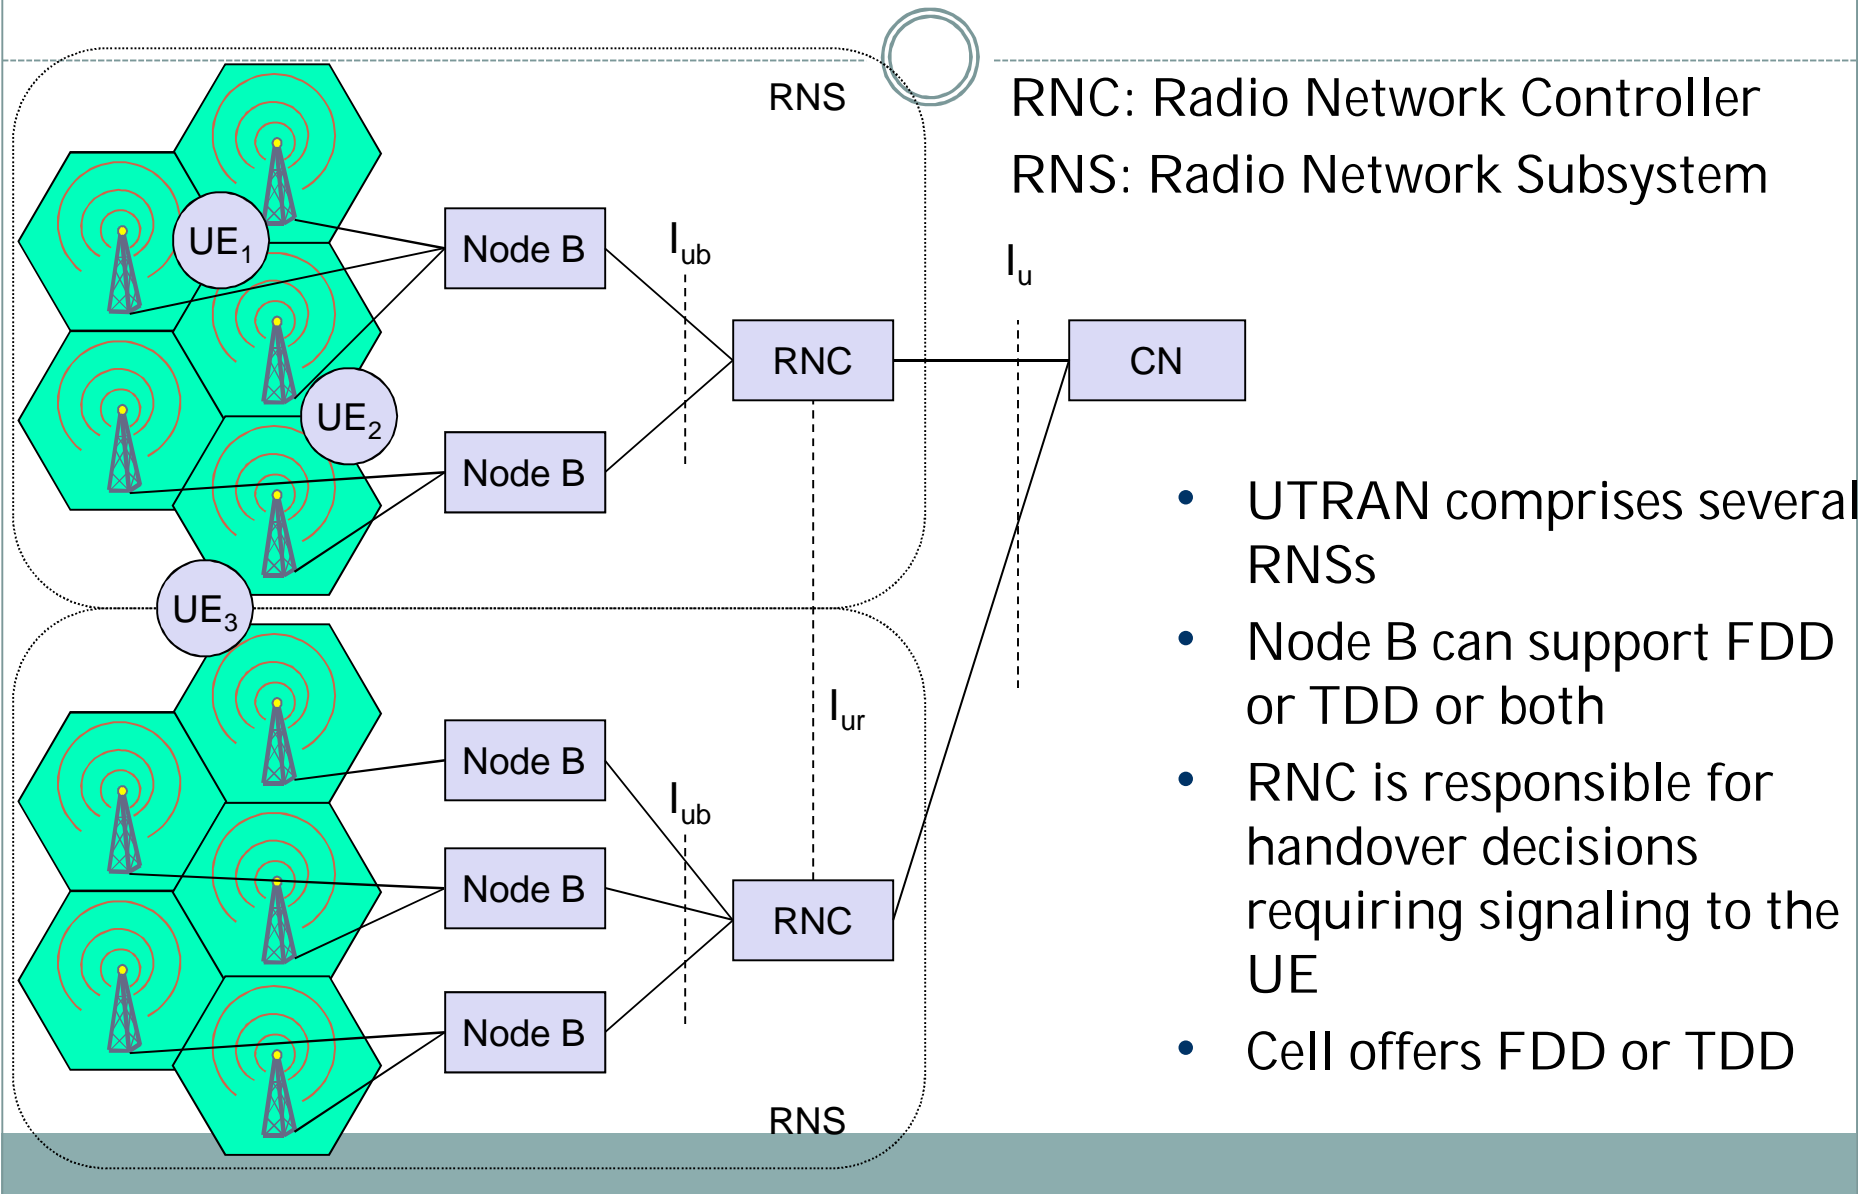 RNS
RNC: Radio Network Controller
RNS: Radio Network Subsystem
UE1
Node B
Iub
Iu
RNC
CN
UE2
Node B
UTRAN comprises several
RNSs
UE3
Node B can support FDD
or TDD or both
Iur
Node B
Iub
RNC is responsible for
handover decisions
requiring signaling to the
UE
Node B
RNC
Node B
Cell offers FDD or TDD
RNS